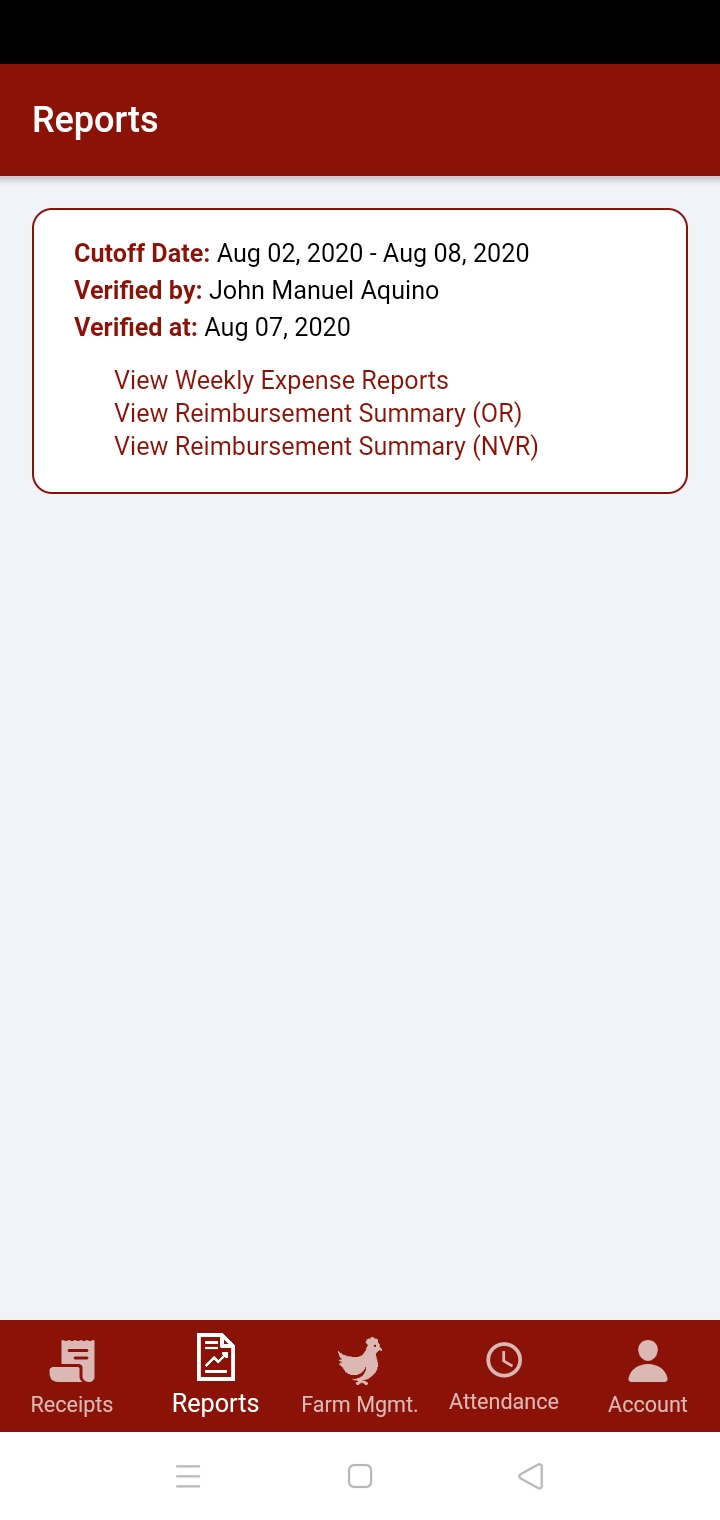 Reports
Cutoff Date: Aug 02, 2020 - Aug 08, 2020
Verified by: John Manuel Aquino
Verified at: Aug 07, 2020
View Weekly Expense Reports
View Reimbursement Summary (OR)
View Reimbursement Summary (NVR)
Receipts
Reports
Farm Mgmt.
Attendance
Account